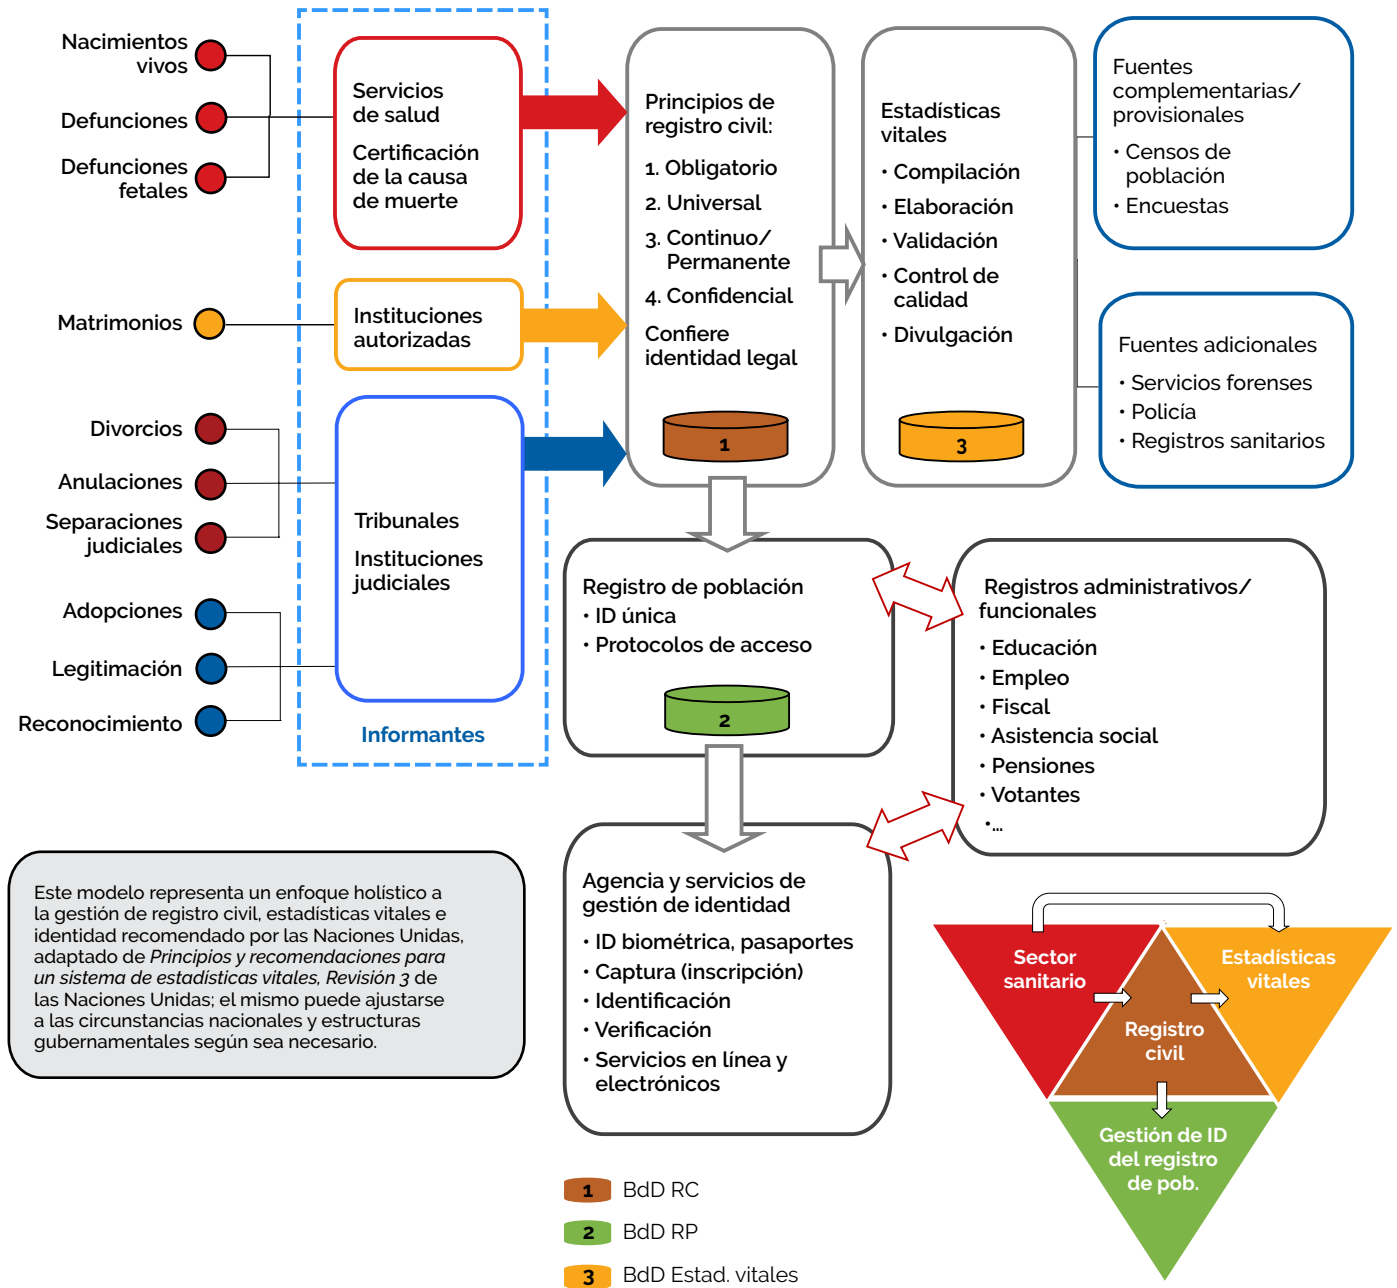 Nacimientos
vivos
Defunciones
Defunciones
fetales
Matrimonios
Divorcios
Anulaciones
Separaciones
judiciales
Adopciones
Legitimación
Reconocimiento
Servicios
de salud
Certificación
de la causa
de muerte
Instituciones
autorizadas
Tribunales
Instituciones
judiciales
Informantes
Principios de
registro civil:
1. Obligatorio
2. Universal
3. Continuo/
Permanente
4. Confidencial
Confiere
identidad legal
1
Estadísticas
vitales
• Compilación
• Elaboración
• Validación
• Control de
calidad
• Divulgación
3
Fuentes
complementarias/
provisionales
• Censos de
población
• Encuestas
Fuentes adicionales
• Servicios forenses
• Policía
• Registros sanitarios
Registro de población
• ID única
• Protocolos de acceso
2
Registros administrativos/
funcionales
• Educación
• Empleo
• Fiscal
• Asistencia social
• Pensiones
• Votantes
•...
Agencia y servicios de
gestión de identidad
• ID biométrica, pasaportes
• Captura (inscripción)
• Identificación
• Verificación
• Servicios en línea y
electrónicos
Este modelo representa un enfoque holístico a
la gestión de registro civil, estadísticas vitales e
identidad recomendado por las Naciones Unidas,
adaptado de Principios y recomendaciones para
un sistema de estadísticas vitales, Revisión 3 de
las Naciones Unidas; el mismo puede ajustarse
a las circunstancias nacionales y estructuras
gubernamentales según sea necesario.
Sector
sanitario
Estadísticas
vitales
Registro
civil
Gestión de ID
del registro
de pob.
1 BdD RC
2 BdD RP
3 BdD Estad. vitales